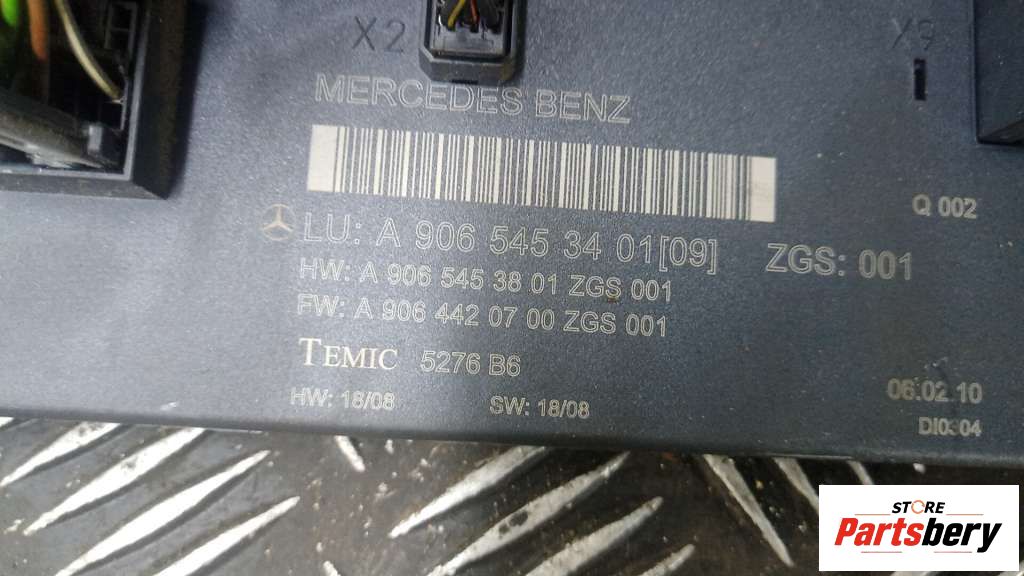 X2
X9
MERCEDES BENZ
Q 002
LU: A 906 545 34 01[09] ZGS: 001
HW: A 906 545 38 01 ZGS 001
FW: A 906 442 07 00 ZGS 001
TEMIC 5276 B6
06.02.10
HW: 18/08 SW: 18/08
DI0304
STORE
Partsbery